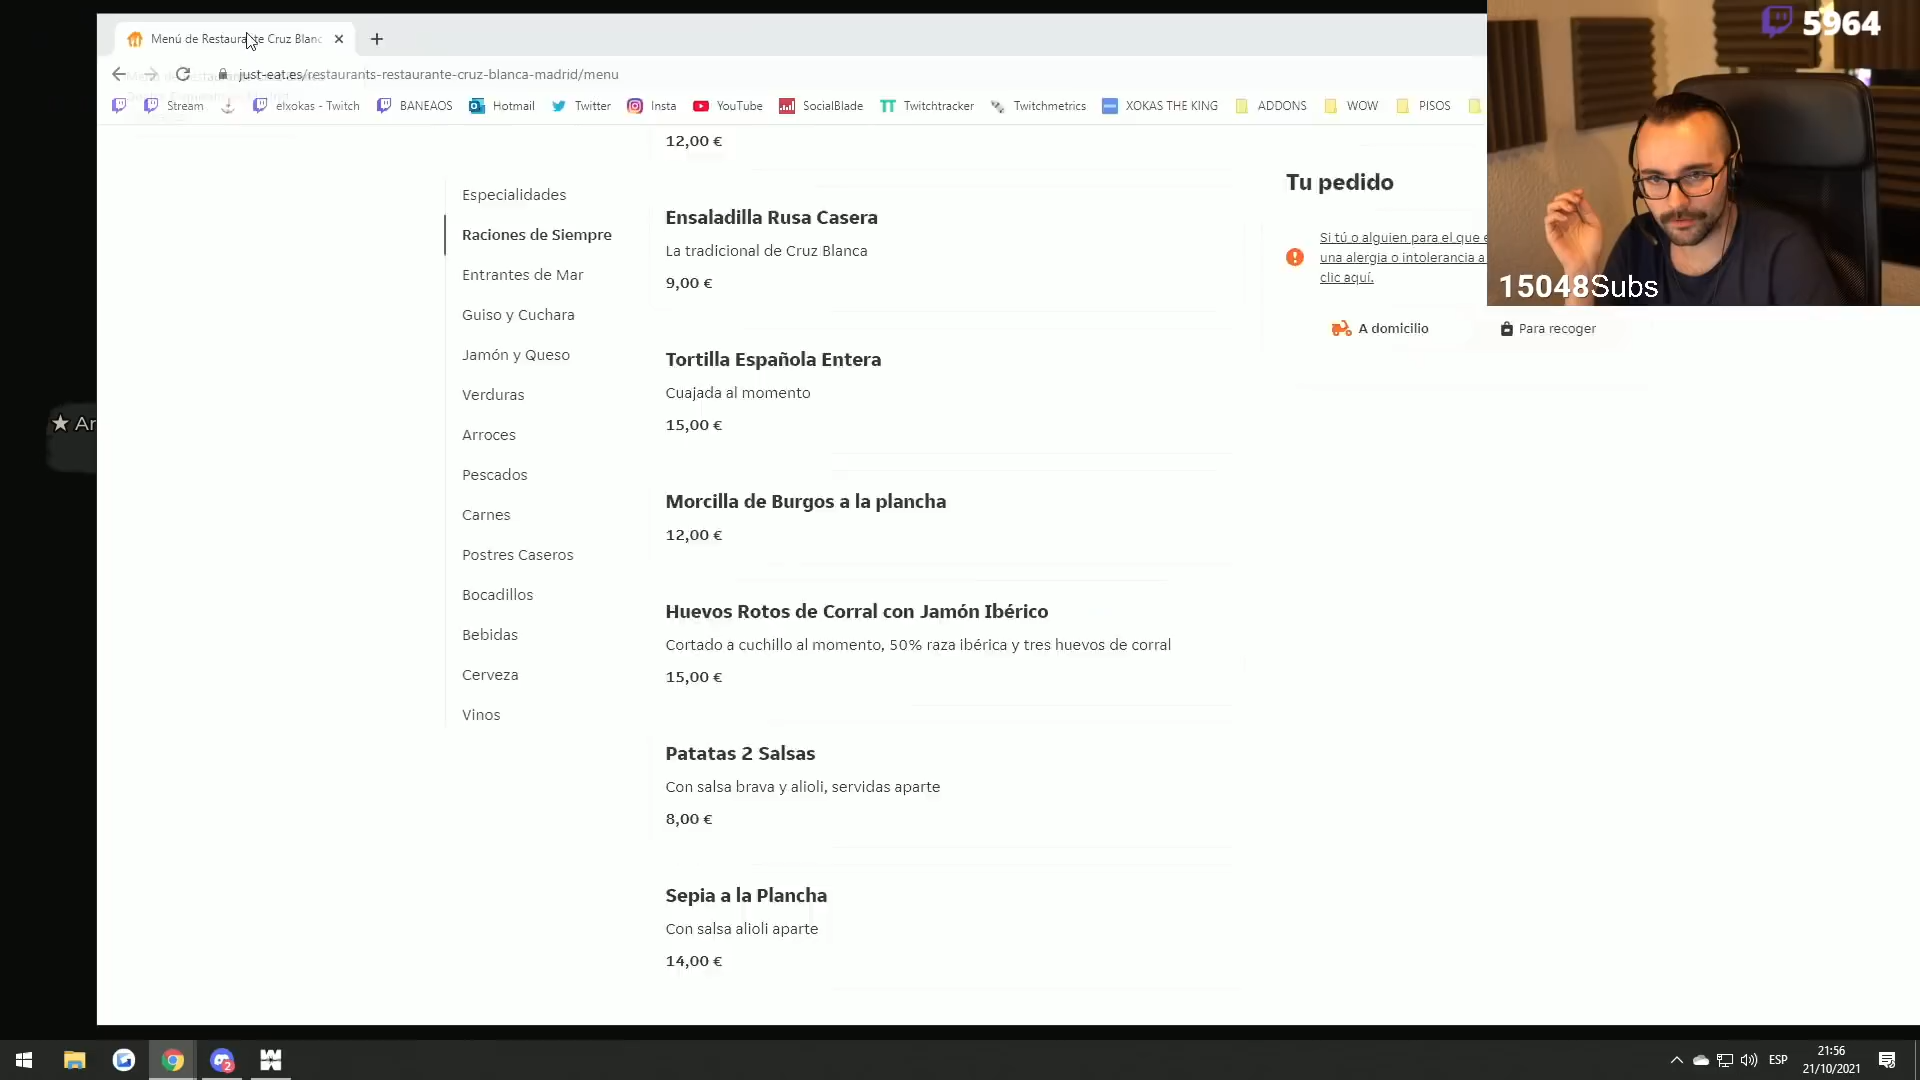 Menú de Restaurante Cruz Blanc
just-eat.es/restaurants-restaurante-cruz-blanca-madrid/menu
Stream
elxokas - Twitch
BANEAOS
Hotmail
Twitter
Insta
YouTube
SocialBlade
Twitchtracker
Twitchmetrics
XOKAS THE KING
ADDONS
WOW
PISOS
5964
15048Subs
★ Ar
Especialidades
Raciones de Siempre
Entrantes de Mar
Guiso y Cuchara
Jamón y Queso
Verduras
Arroces
Pescados
Carnes
Postres Caseros
Bocadillos
Bebidas
Cerveza
Vinos
12,00 €
Ensaladilla Rusa Casera
La tradicional de Cruz Blanca
9,00 €
Tortilla Española Entera
Cuajada al momento
15,00 €
Morcilla de Burgos a la plancha
12,00 €
Huevos Rotos de Corral con Jamón Ibérico
Cortado a cuchillo al momento, 50% raza ibérica y tres huevos de corral
15,00 €
Patatas 2 Salsas
Con salsa brava y alioli, servidas aparte
8,00 €
Sepia a la Plancha
Con salsa alioli aparte
14,00 €
Tu pedido
Si tú o alguien para el que
una alergia o intolerancia a
clic aquí.
A domicilio
Para recoger
2
ESP
21:56
21/10/2021